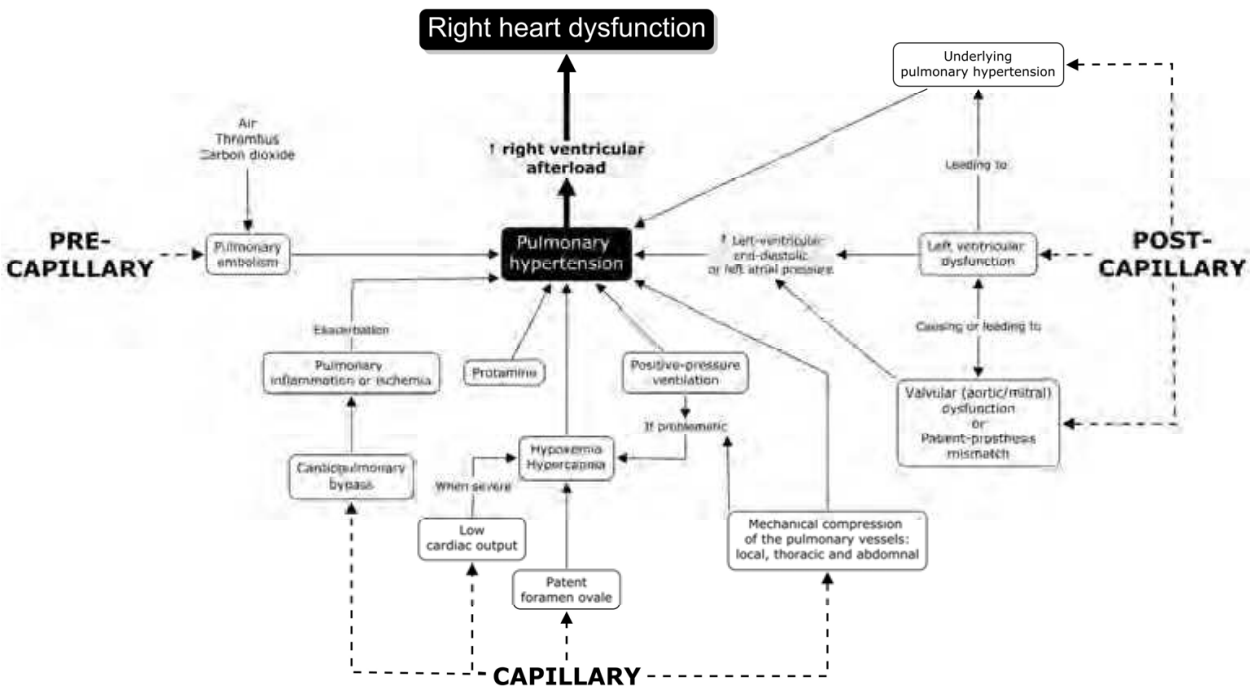 Right heart dysfunction
Underlying
pulmonary hypertension
Air
Thrombus
Carbon dioxide
↑ right ventricular
afterload
Leading to
PRE-
CAPILLARY
Pulmonary
embolism
Pulmonary
hypertension
↑ Left-ventricular
end-diastolic
or left atrial pressure
Left ventricular
dysfunction
POST-
CAPILLARY
Exacerbation
Causing or leading to
Pulmonary
inflammation or ischemia
Protamine
Positive-pressure
ventilation
Valvular (aortic/mitral)
dysfunction
or
Patient-prosthesis
mismatch
If problematic
Hypoxemia
Hypercapnia
Cardiopulmonary
bypass
When severe
Low
cardiac output
Mechanical compression
of the pulmonary vessels:
local, thoracic and abdomnal
Patent
foramen ovale
CAPILLARY